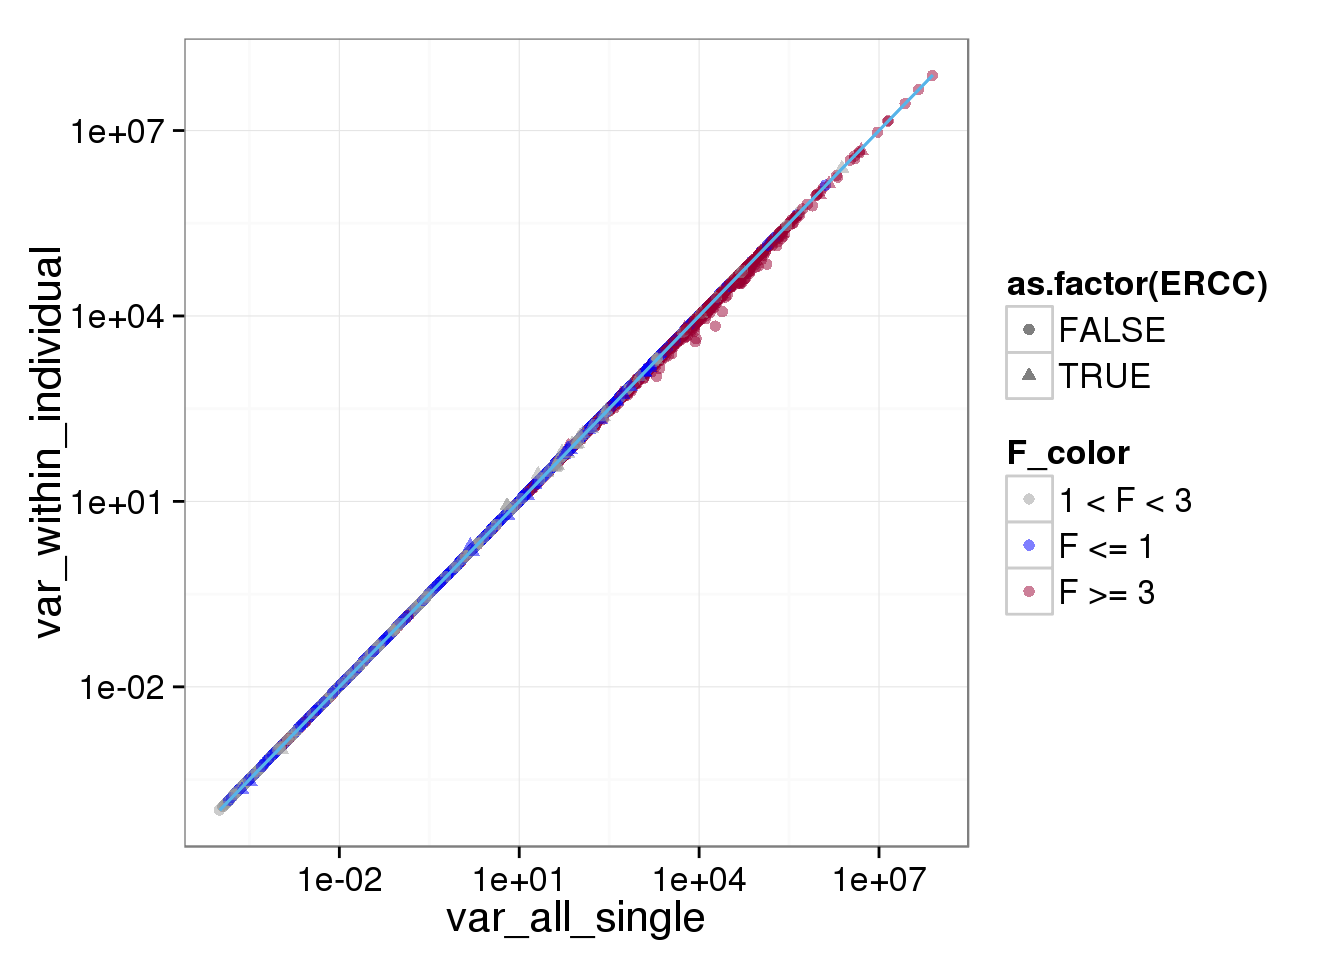 1e+07
1e+04
1e+01
1e-02
var_within_individual
1e-02
1e+01
1e+04
1e+07
var_all_single
as.factor(ERCC)
FALSE
TRUE
F_color
1 < F < 3
F <= 1
F >= 3